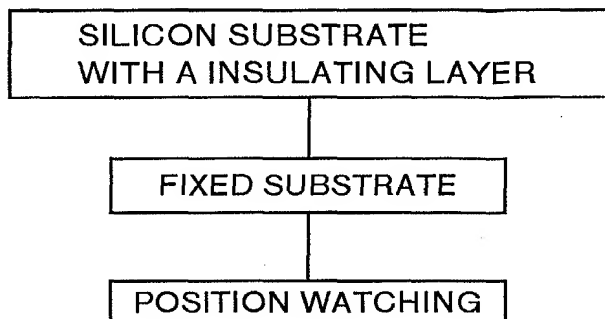 SILICON SUBSTRATE
WITH A INSULATING LAYER
FIXED SUBSTRATE
POSITION WATCHING